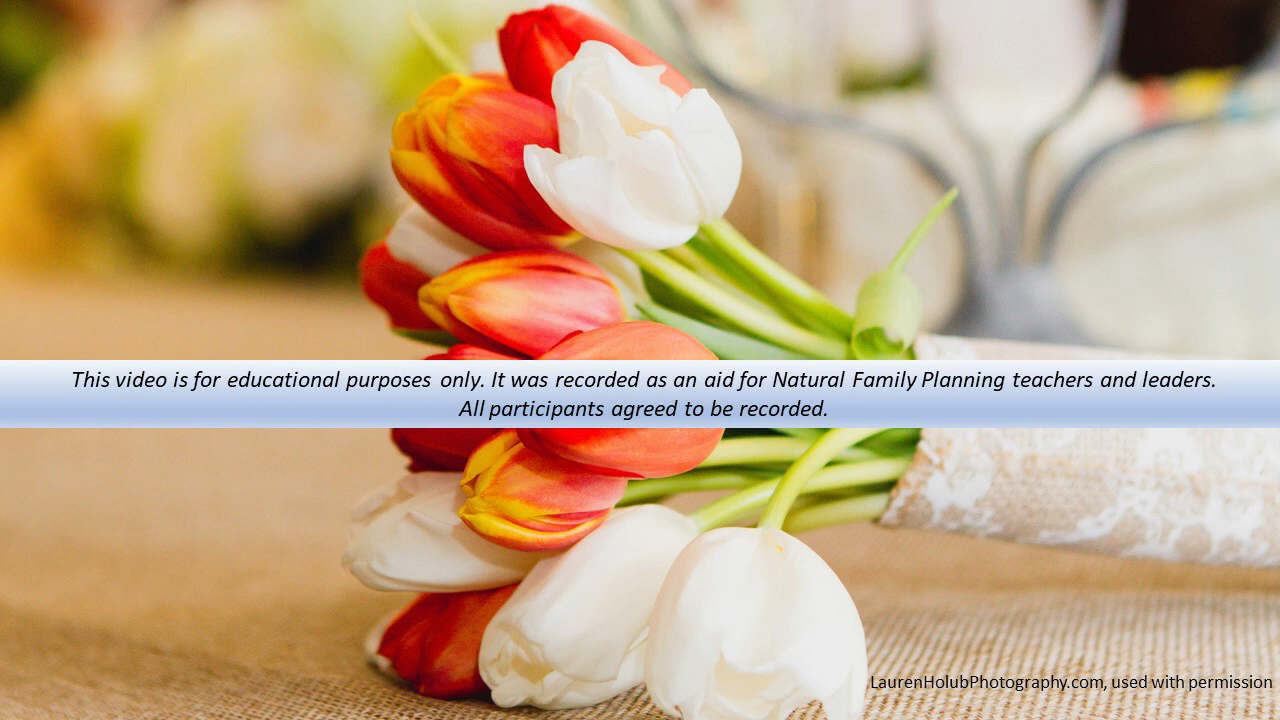 This video is for educational purposes only. It was recorded as an aid for Natural Family Planning teachers and leaders.
All participants agreed to be recorded.
LaurenHolubPhotography.com, used with permission